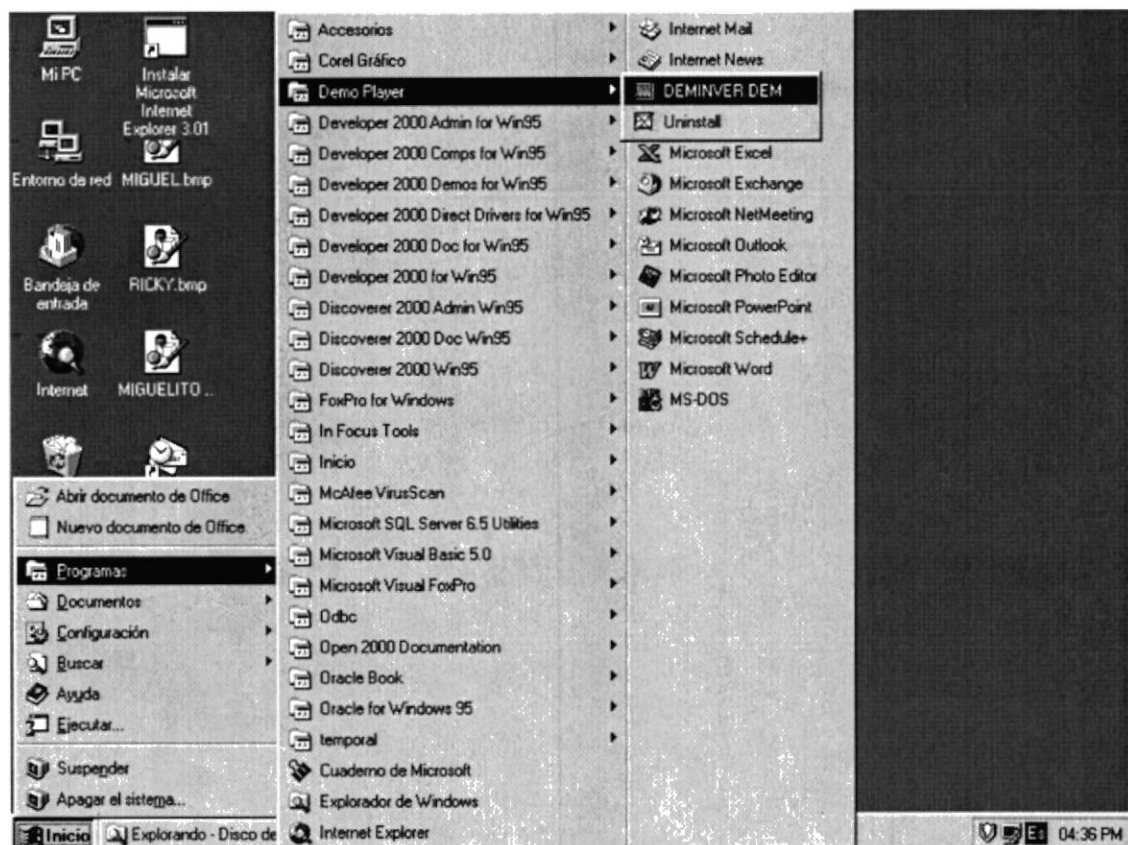 Mi PC
Instalar
Microsoft
Internet
Explorer 3.01
Entorno de red
MIGUEL.bmp
Bandeja de
entrada
RICKY.bmp
Internet
MIGUELITO ...
Abrir documento de Office
Nuevo documento de Office
Programas
Documentos
Configuración
Buscar
Ayuda
Ejecutar...
Suspender
Apagar el sistema...
Accesorios
Corel Gráfico
Demo Player
Developer 2000 Admin for Win95
Developer 2000 Comps for Win95
Developer 2000 Demos for Win95
Developer 2000 Direct Drivers for Win95
Developer 2000 Doc for Win95
Developer 2000 for Win95
Discoverer 2000 Admin Win95
Discoverer 2000 Doc Win95
Discoverer 2000 Win95
FoxPro for Windows
In Focus Tools
Inicio
McAfee VirusScan
Microsoft SQL Server 6.5 Utilities
Microsoft Visual Basic 5.0
Microsoft Visual FoxPro
Odbc
Open 2000 Documentation
Oracle Book
Oracle for Windows 95
temporal
Cuaderno de Microsoft
Explorador de Windows
Internet Explorer
Internet Mail
Internet News
DEMINVER DEM
Uninstall
Microsoft Excel
Microsoft Exchange
Microsoft NetMeeting
Microsoft Outlook
Microsoft Photo Editor
Microsoft PowerPoint
Microsoft Schedule+
Microsoft Word
MS-DOS
Inicio
Explorando - Disco de
Es
04:36 PM